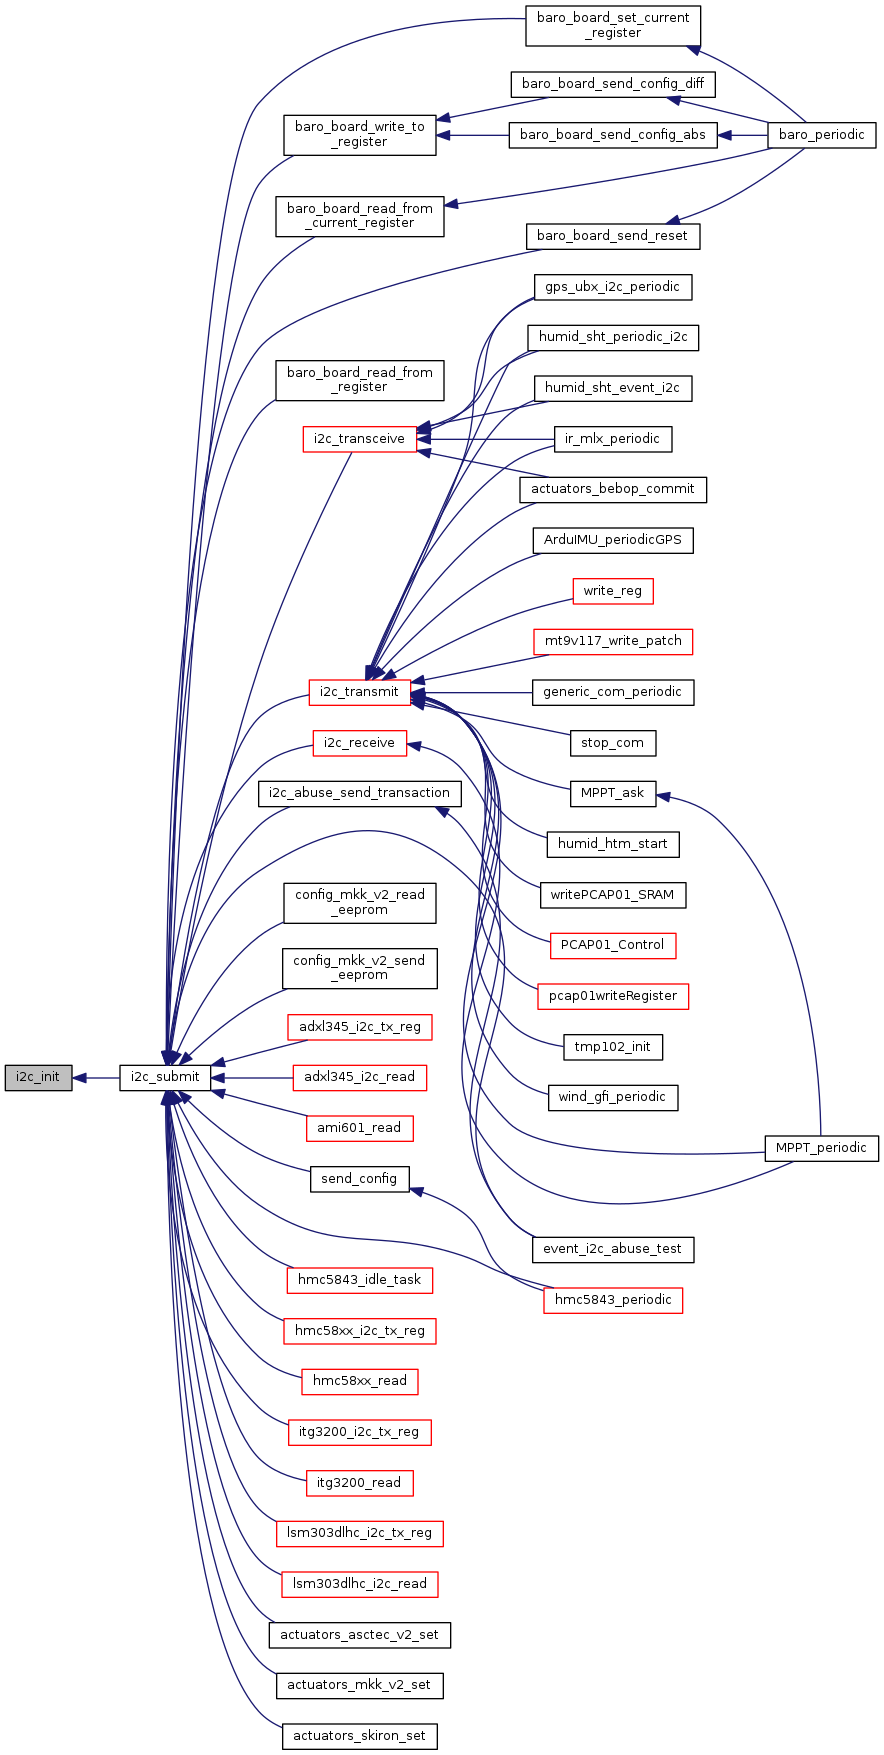 baro_board_set_current
_register
baro_board_send_config_diff
baro_board_write_to
_register
baro_board_send_config_abs
baro_periodic
baro_board_read_from
_current_register
baro_board_send_reset
gps_ubx_i2c_periodic
humid_sht_periodic_i2c
baro_board_read_from
_register
humid_sht_event_i2c
i2c_transceive
ir_mlx_periodic
actuators_bebop_commit
ArduIMU_periodicGPS
write_reg
mt9v117_write_patch
i2c_transmit
generic_com_periodic
i2c_receive
stop_com
i2c_abuse_send_transaction
MPPT_ask
humid_htm_start
config_mkk_v2_read
_eeprom
writePCAP01_SRAM
PCAP01_Control
config_mkk_v2_send
_eeprom
pcap01writeRegister
adxl345_i2c_tx_reg
tmp102_init
i2c_init
i2c_submit
adxl345_i2c_read
wind_gfi_periodic
ami601_read
MPPT_periodic
send_config
event_i2c_abuse_test
hmc5843_idle_task
hmc5843_periodic
hmc58xx_i2c_tx_reg
hmc58xx_read
itg3200_i2c_tx_reg
itg3200_read
lsm303dlhc_i2c_tx_reg
lsm303dlhc_i2c_read
actuators_asctec_v2_set
actuators_mkk_v2_set
actuators_skiron_set